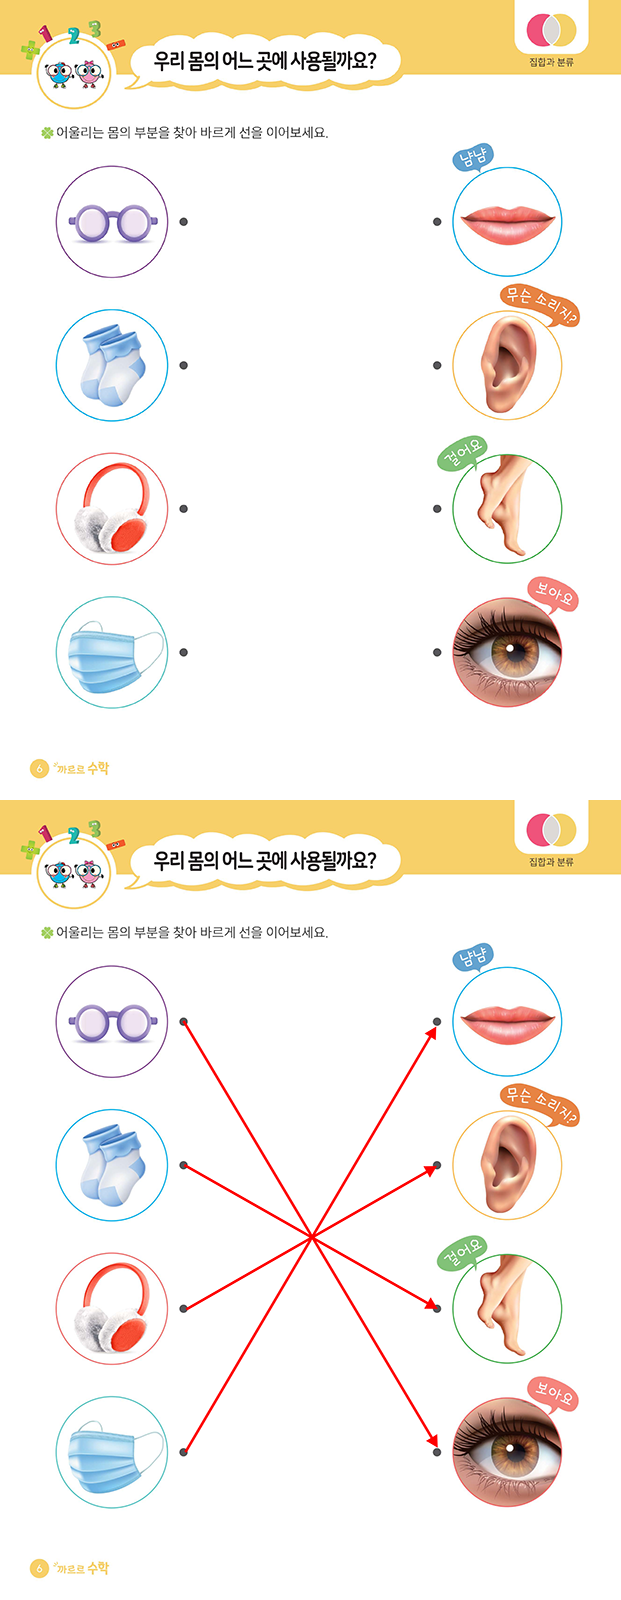 1 2 3
우리 몸의 어느 곳에 사용될까요?
집합과 분류
어울리는 몸의 부분을 찾아 바르게 선을 이어보세요.
냠냠
무슨 소리지?
걸어요
보아요
6 까르르 수학
1 2 3
우리 몸의 어느 곳에 사용될까요?
집합과 분류
어울리는 몸의 부분을 찾아 바르게 선을 이어보세요.
냠냠
무슨 소리지?
걸어요
보아요
6 까르르 수학